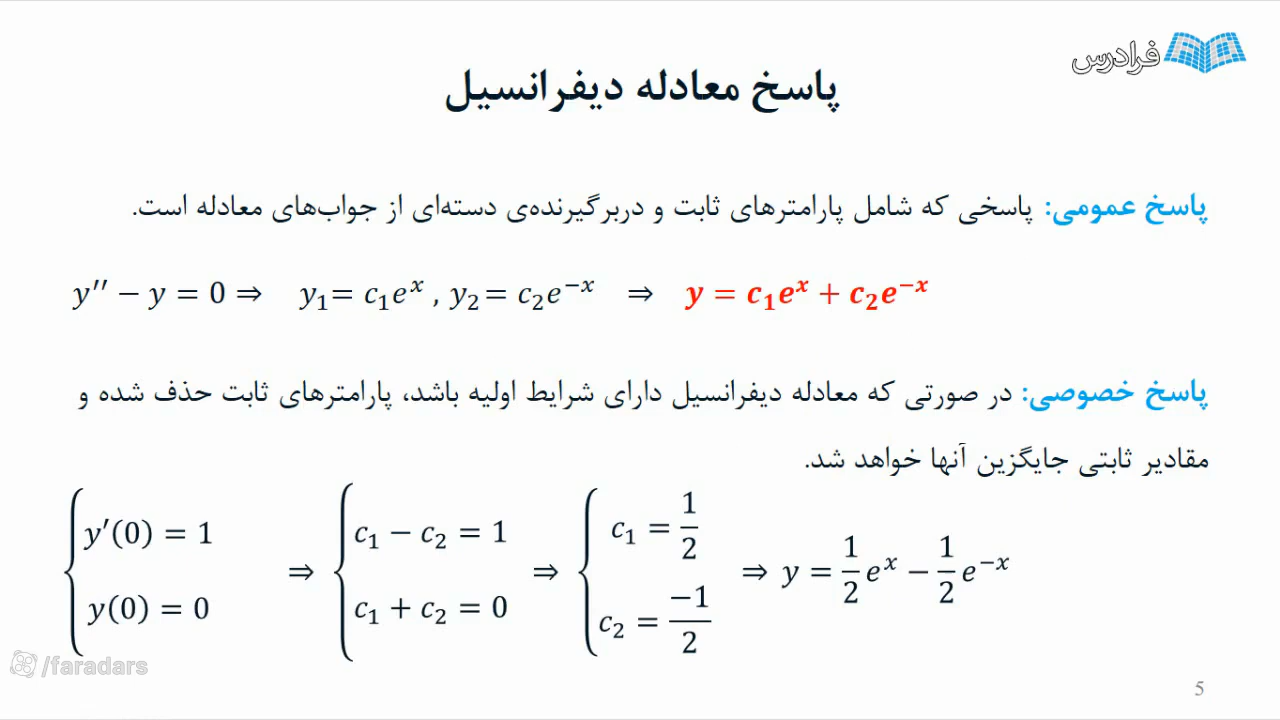 فرادرس
پاسخ معادله دیفرانسیل
پاسخ عمومی: پاسخی که شامل پارامترهای ثابت و دربرگیرنده‌ی دسته‌ای از جواب‌های معادله است.
y′′ − y = 0 ⇒ y₁= c₁eˣ , y₂= c₂e⁻ˣ ⇒ y = c₁eˣ + c₂e⁻ˣ
پاسخ خصوصی: در صورتی که معادله دیفرانسیل دارای شرایط اولیه باشد، پارامترهای ثابت حذف شده و
مقادیر ثابتی جایگزین آنها خواهد شد.
{ y′(0) = 1 ⇒ { c₁ − c₂ = 1 ⇒ { c₁ = 1/2 ⇒ y = 1/2 eˣ − 1/2 e⁻ˣ
y(0) = 0 c₁ + c₂ = 0 c₂ = −1/2
/faradars
5